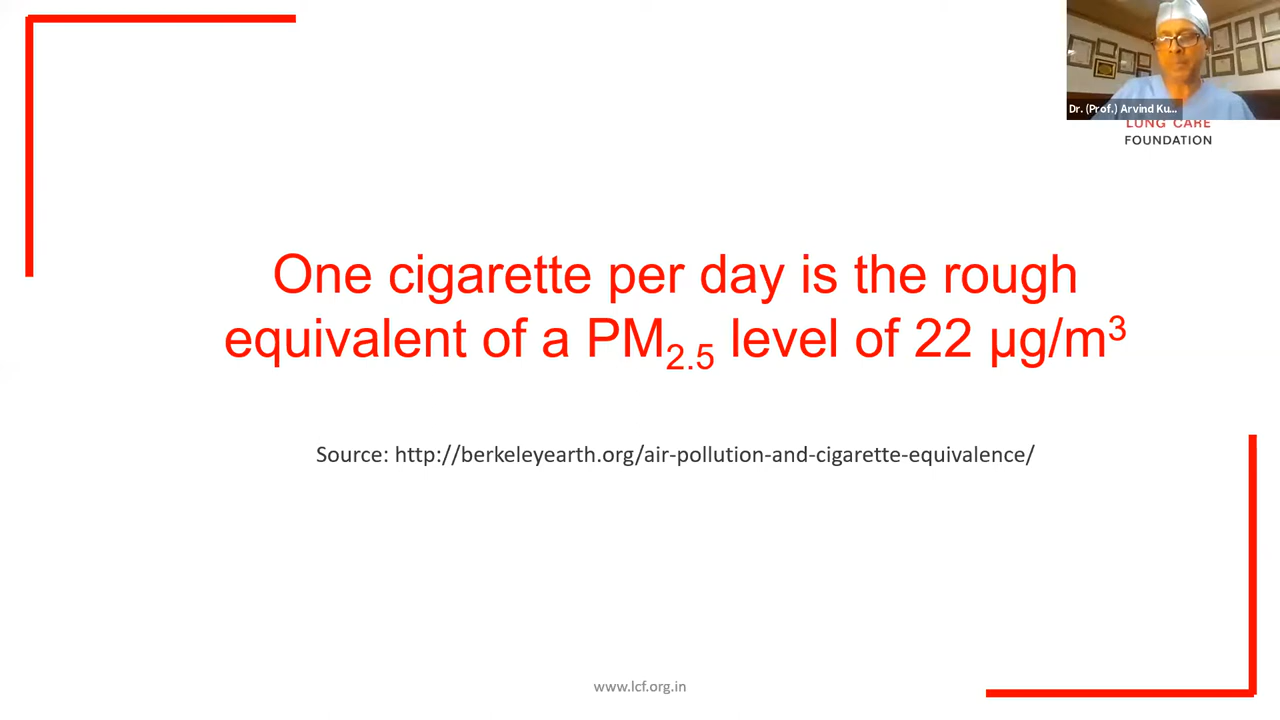 Dr. (Prof.) Arvind Ku...
LUNG CARE
FOUNDATION
One cigarette per day is the rough
equivalent of a PM2.5 level of 22 µg/m³
Source: http://berkeleyearth.org/air-pollution-and-cigarette-equivalence/
www.lcf.org.in